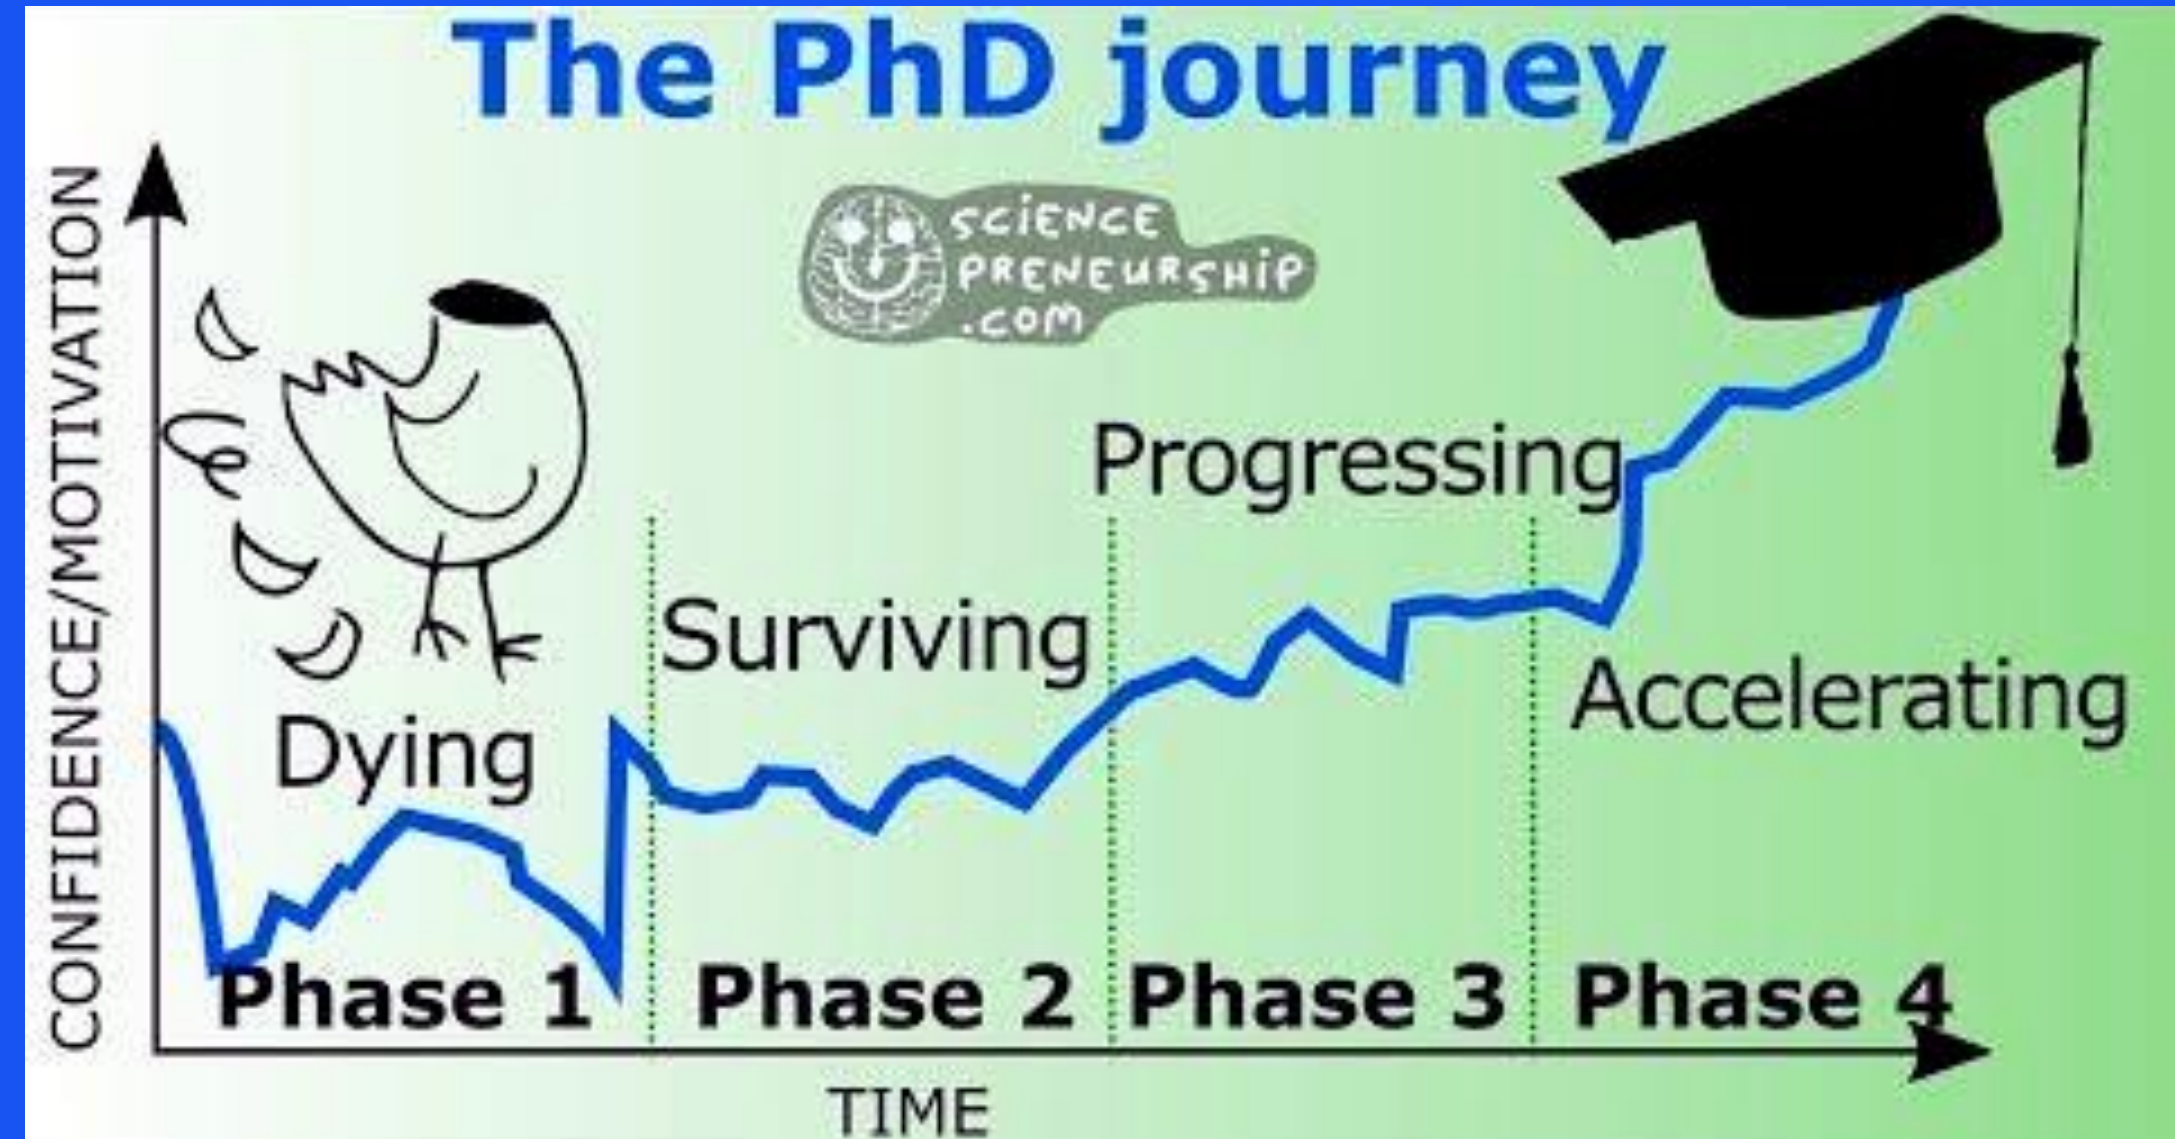 The PhD journey
SCiENCE
PRENEURSHiP
.COM
CONFIDENCE/MOTIVATION
Progressing
Surviving
Accelerating
Dying
Phase 1
Phase 2
Phase 3
Phase 4
TIME